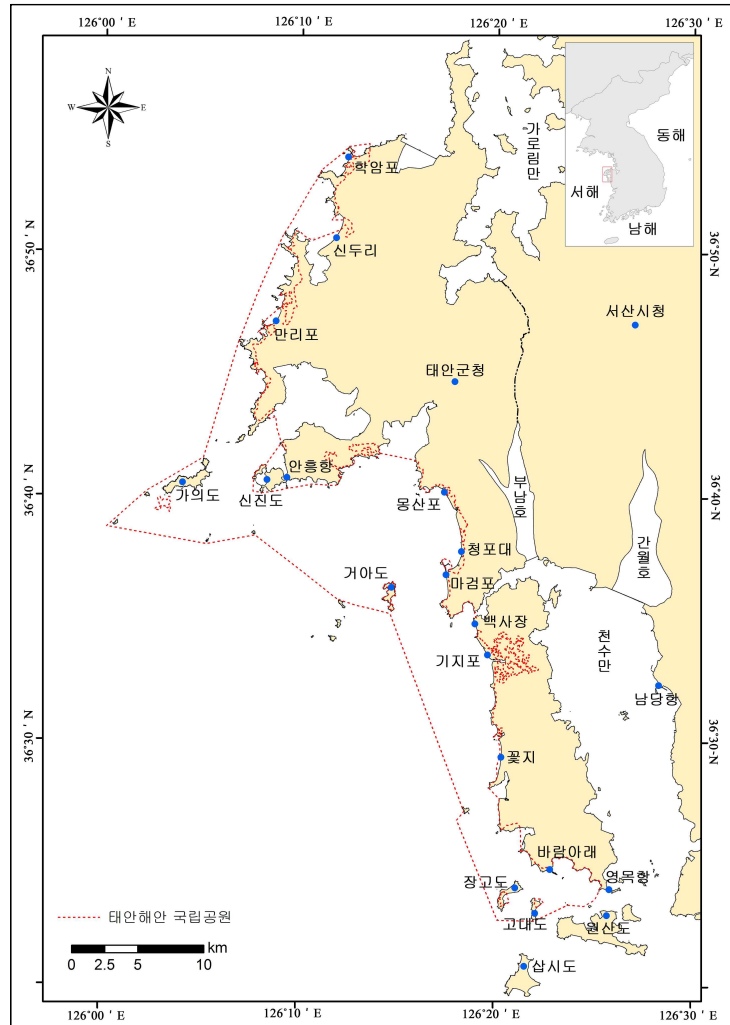 126°00 ' E
126°10 ' E
126°20 ' E
126°30 ' E
N
W
E
S
동해
서해
남해
가로림만
학암포
신두리
36°50 ' N
36°50'-N
만리포
서산시청
태안군청
가의도
신진도
안흥항
몽산포
부남호
36°40 ' N
36°40'-N
청포대
간월호
거아도
마검포
백사장
천수만
기지포
남당항
36°30 ' N
36°30'-N
꽃지
바람아래
장고도
영목항
고대도
원산도
태안해안 국립공원
km
0 2.5 5 10
삽시도
126°00 ' E
126°10 ' E
126°20 ' E
126°30 ' E